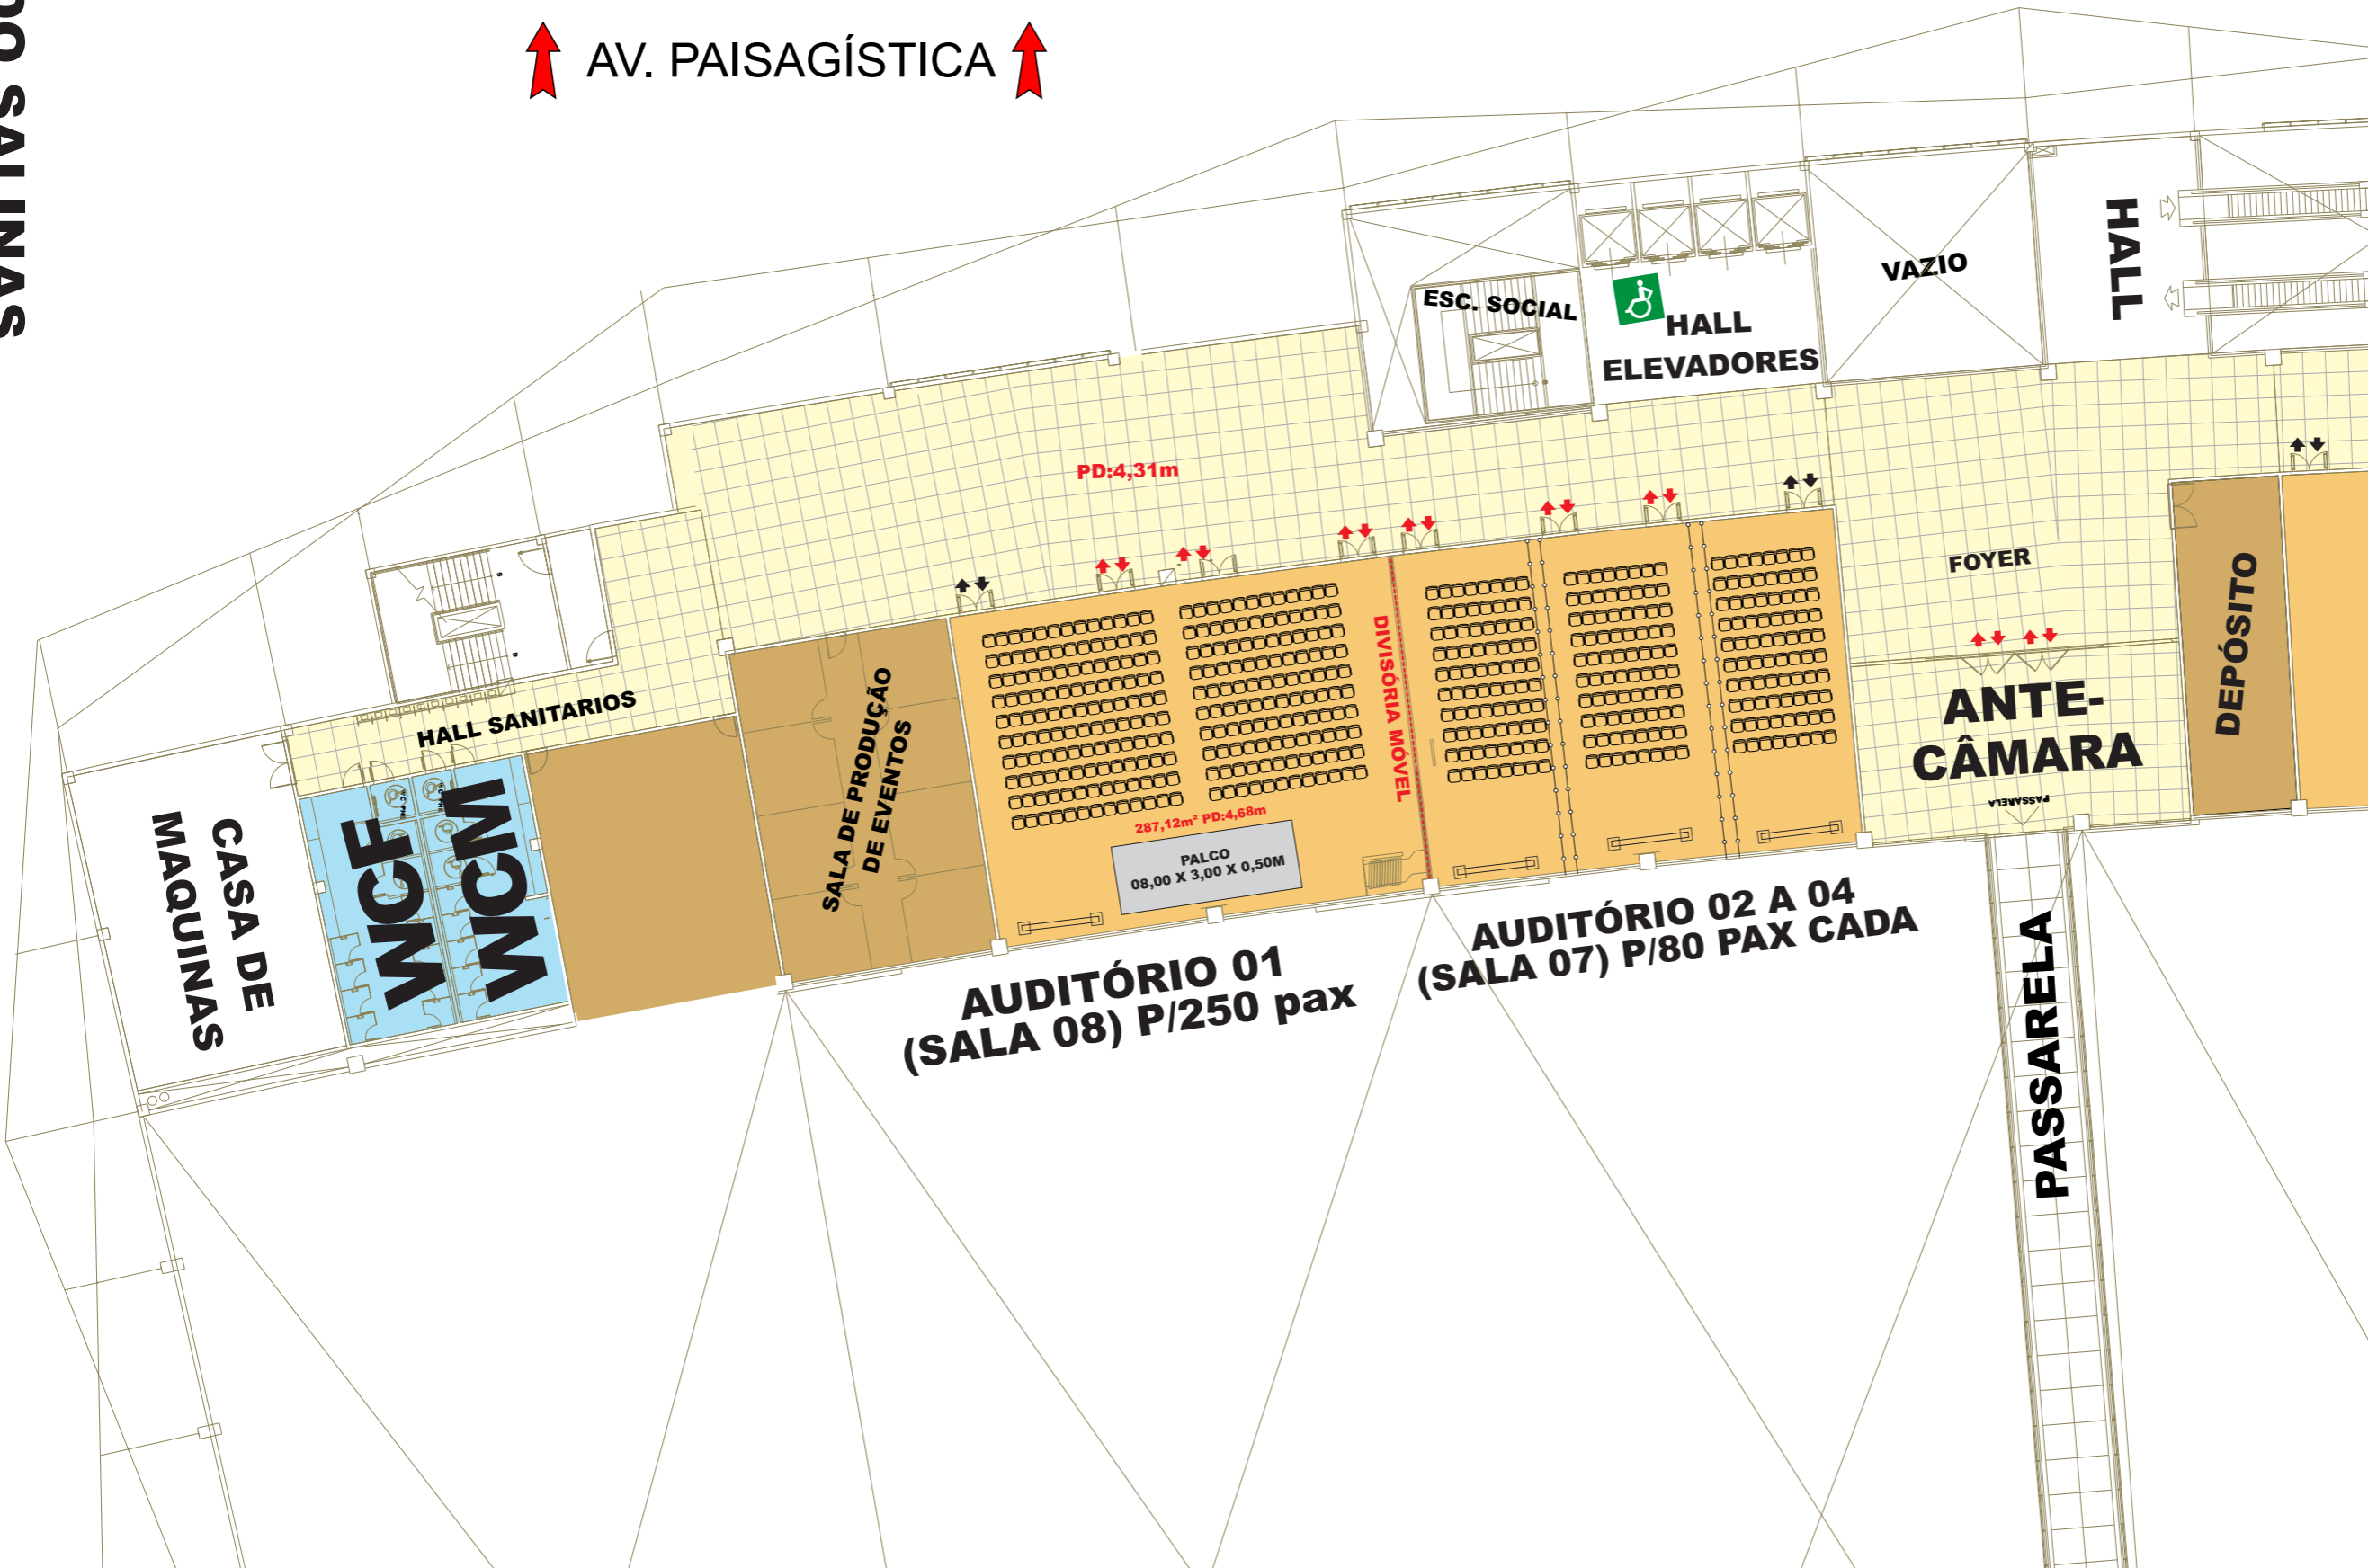 AV. PAISAGÍSTICA
DO SALINAS
HALL
VAZIO
ESC. SOCIAL
HALL
ELEVADORES
PD:4,31m
FOYER
DEPÓSITO
DIVISÓRIA MÓVEL
ANTE-
CÂMARA
PASSARELA
HALL SANITARIOS
SALA DE PRODUÇÃO
DE EVENTOS
WCF
WCM
CASA DE
MAQUINAS
287,12m² PD:4,68m
PALCO
08,00 X 3,00 X 0,50M
AUDITÓRIO 01
(SALA 08) P/250 pax
AUDITÓRIO 02 A 04
(SALA 07) P/80 PAX CADA
PASSARELA